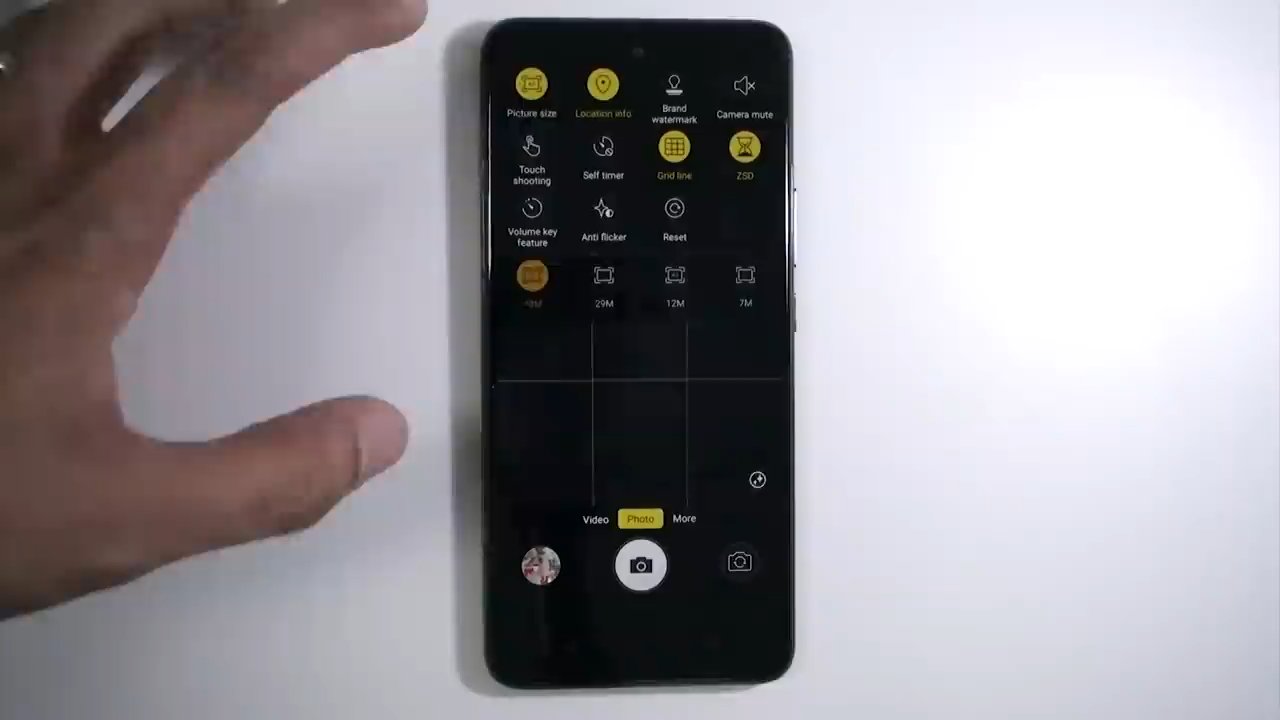 Picture size
Location info
Brand
watermark
Camera mute
Touch
shooting
Self timer
Grid line
ZSD
Volume key
feature
Anti flicker
Reset
29M
12M
7M
Video
Photo
More